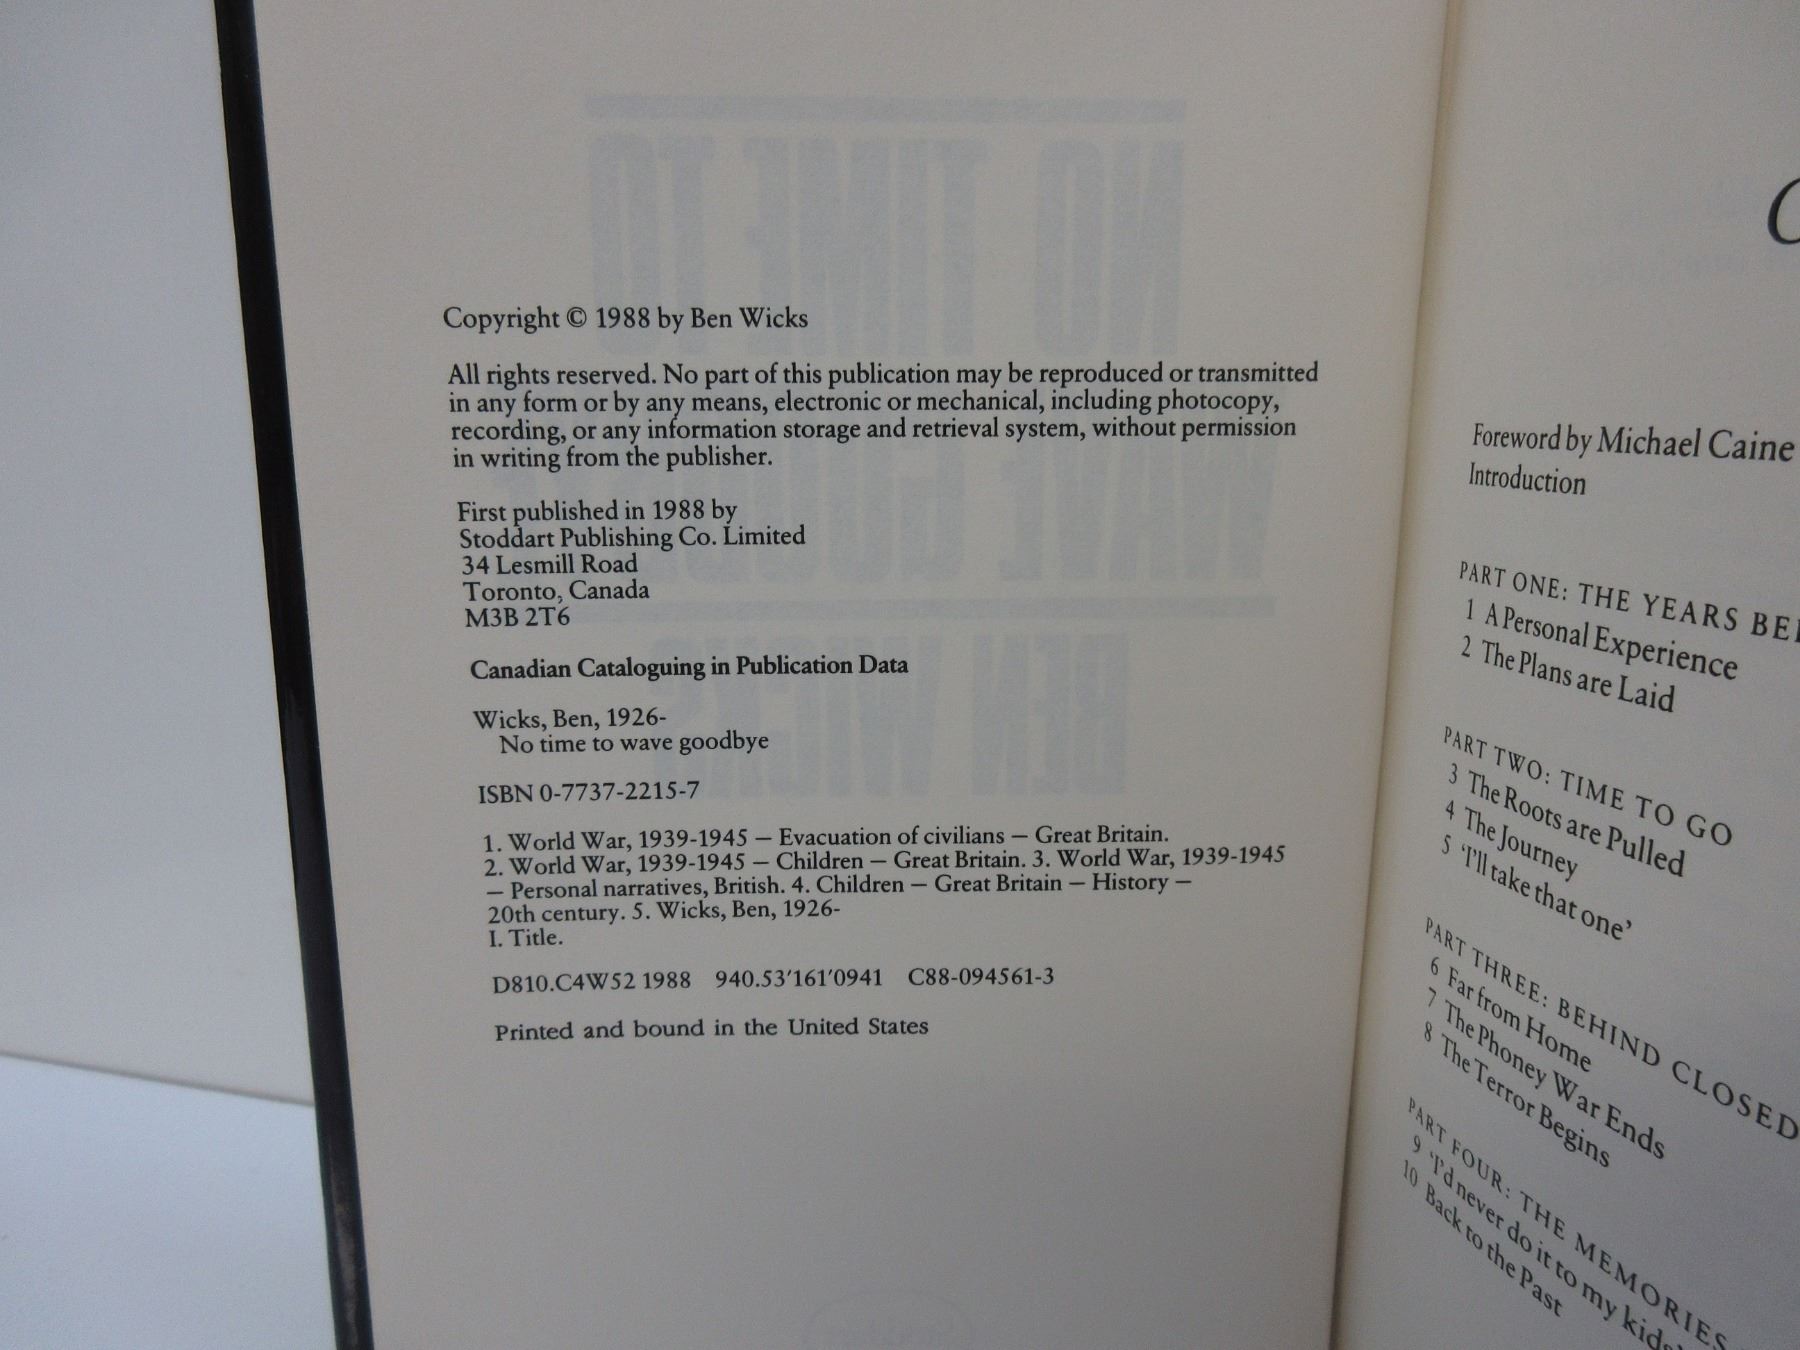 Copyright © 1988 by Ben Wicks
All rights reserved. No part of this publication may be reproduced or transmitted
in any form or by any means, electronic or mechanical, including photocopy,
recording, or any information storage and retrieval system, without permission
in writing from the publisher.
First published in 1988 by
Stoddart Publishing Co. Limited
34 Lesmill Road
Toronto, Canada
M3B 2T6
Canadian Cataloguing in Publication Data
Wicks, Ben, 1926-
No time to wave goodbye
ISBN 0-7737-2215-7
1. World War, 1939-1945 — Evacuation of civilians — Great Britain.
2. World War, 1939-1945 — Children — Great Britain. 3. World War, 1939-1945
— Personal narratives, British. 4. Children — Great Britain — History —
20th century. 5. Wicks, Ben, 1926-
I. Title.
D810.C4W52 1988 940.53′161′0941 C88-094561-3
Printed and bound in the United States
Foreword by Michael Caine
Introduction
PART ONE: THE YEARS
1 A Personal Experience
2 The Plans are Laid
PART TWO: TIME TO GO
3 The Roots are Pulled
4 The Journey
5 ‘I'll take that one’
PART THREE: BEHIND CLOSED
6 Far from Home
7 The Phoney War Ends
8 The Terror Begins
PART FOUR: THE MEMORIES
9 ‘I'd never do it to my kids’
10 Back to the Past
NO TIME TO
WAVE GOODBYE
BEN WICKS